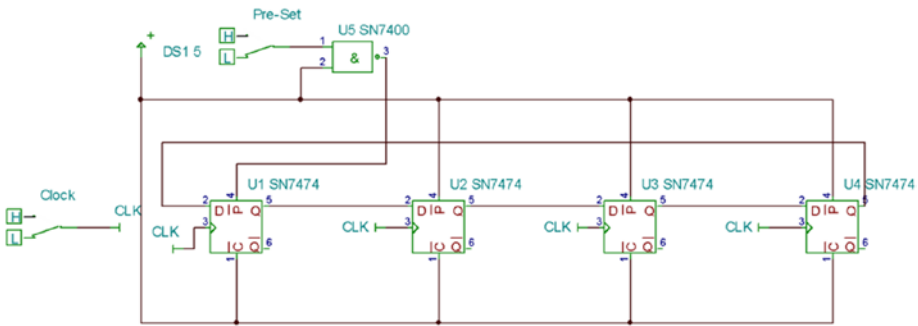 Pre-Set
H
L
U5 SN7400
1
2
&
3
+
DS1 5
Clock
H
L
CLK
U1 SN7474
2
4
5
D P Q
3
CLK
C Q
6
1
U2 SN7474
2
4
5
D P Q
3
CLK
C Q
6
1
U3 SN7474
2
4
5
D P Q
3
CLK
C Q
6
1
U4 SN7474
2
4
5
D P Q
3
CLK
C Q
6
1